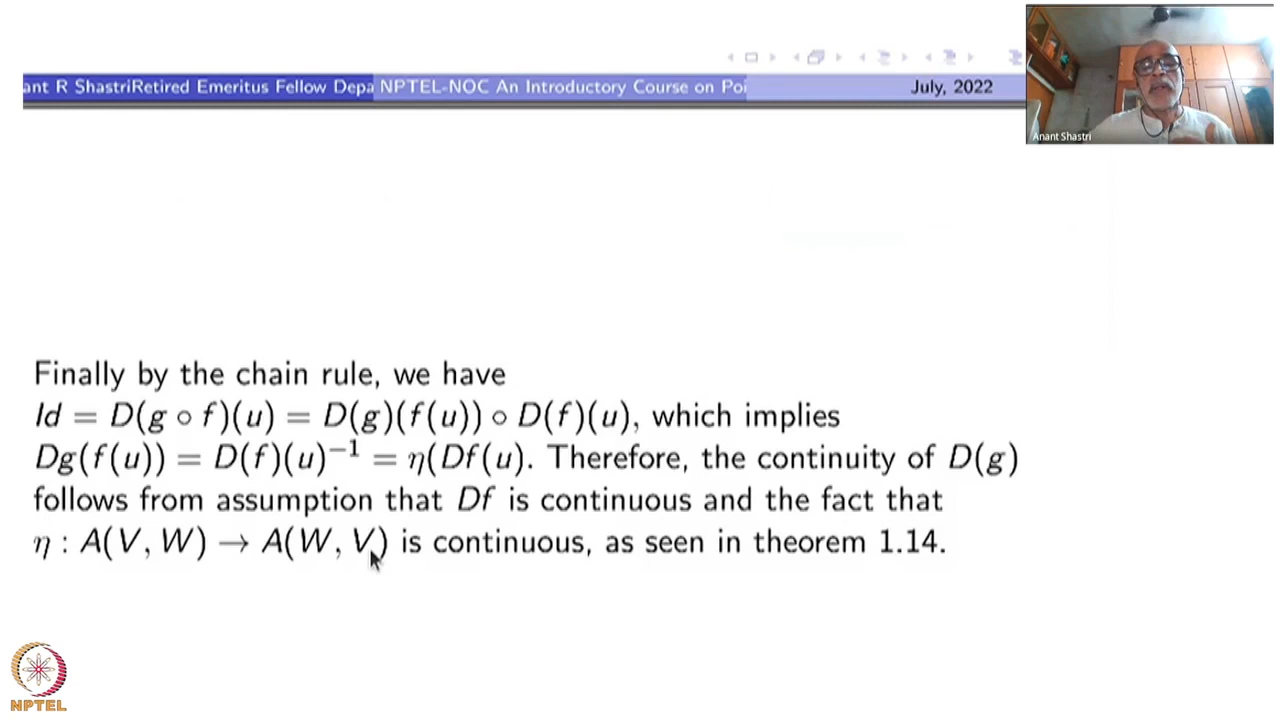 ant R ShastriRetired Emeritus Fellow Depa NPTEL-NOC An Introductory Course on Poi July, 2022
Anant Shastri
Finally by the chain rule, we have
Id = D(g ∘ f)(u) = D(g)(f(u)) ∘ D(f)(u), which implies
Dg(f(u)) = D(f)(u)⁻¹ = η(Df(u). Therefore, the continuity of D(g)
follows from assumption that Df is continuous and the fact that
η : A(V, W) → A(W, V) is continuous, as seen in theorem 1.14.
NPTEL